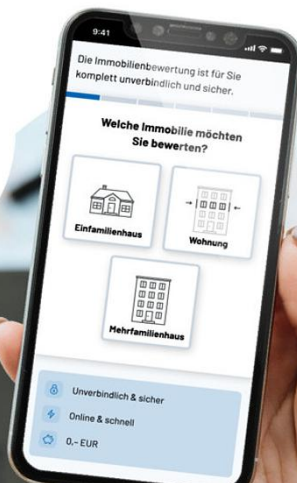 9:41
Die Immobilienbewertung ist für Sie
komplett unverbindlich und sicher.
Welche Immobilie möchten
Sie bewerten?
Einfamilienhaus
Wohnung
Mehrfamilienhaus
Unverbindlich & sicher
Online & schnell
0,- EUR